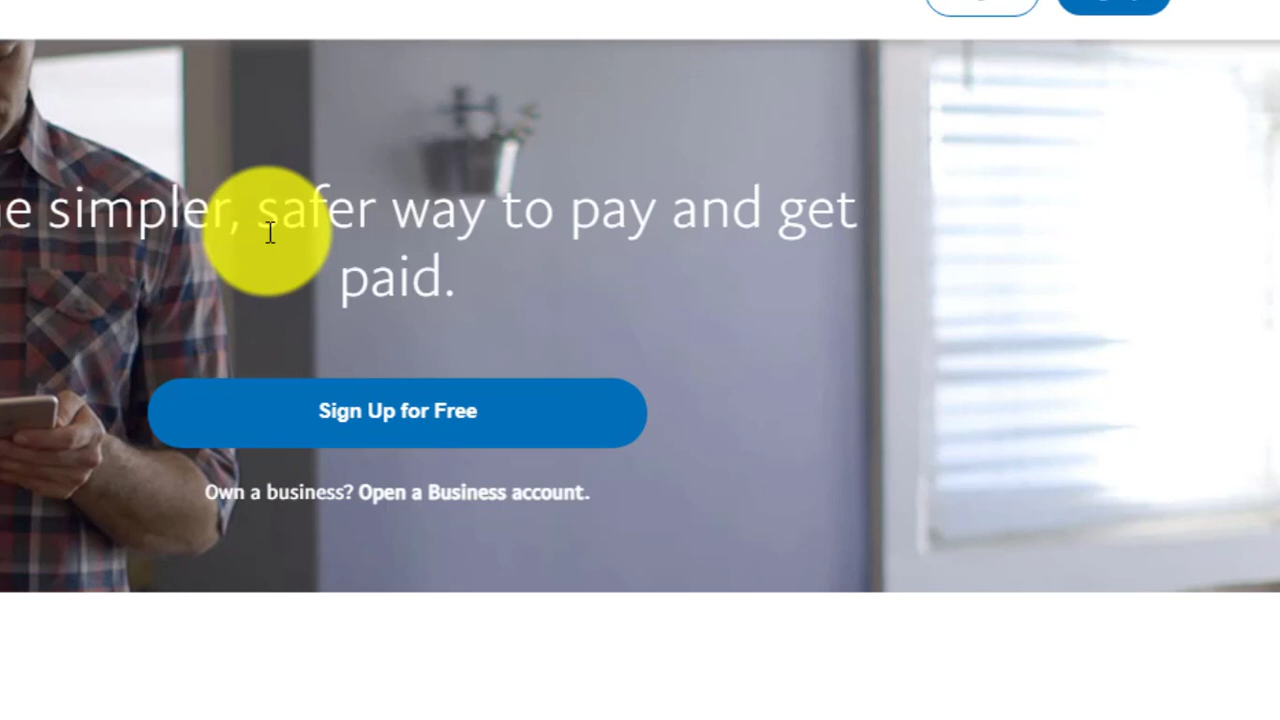 simpler, safer way to pay and get
paid.
Sign Up for Free
Own a business? Open a Business account.